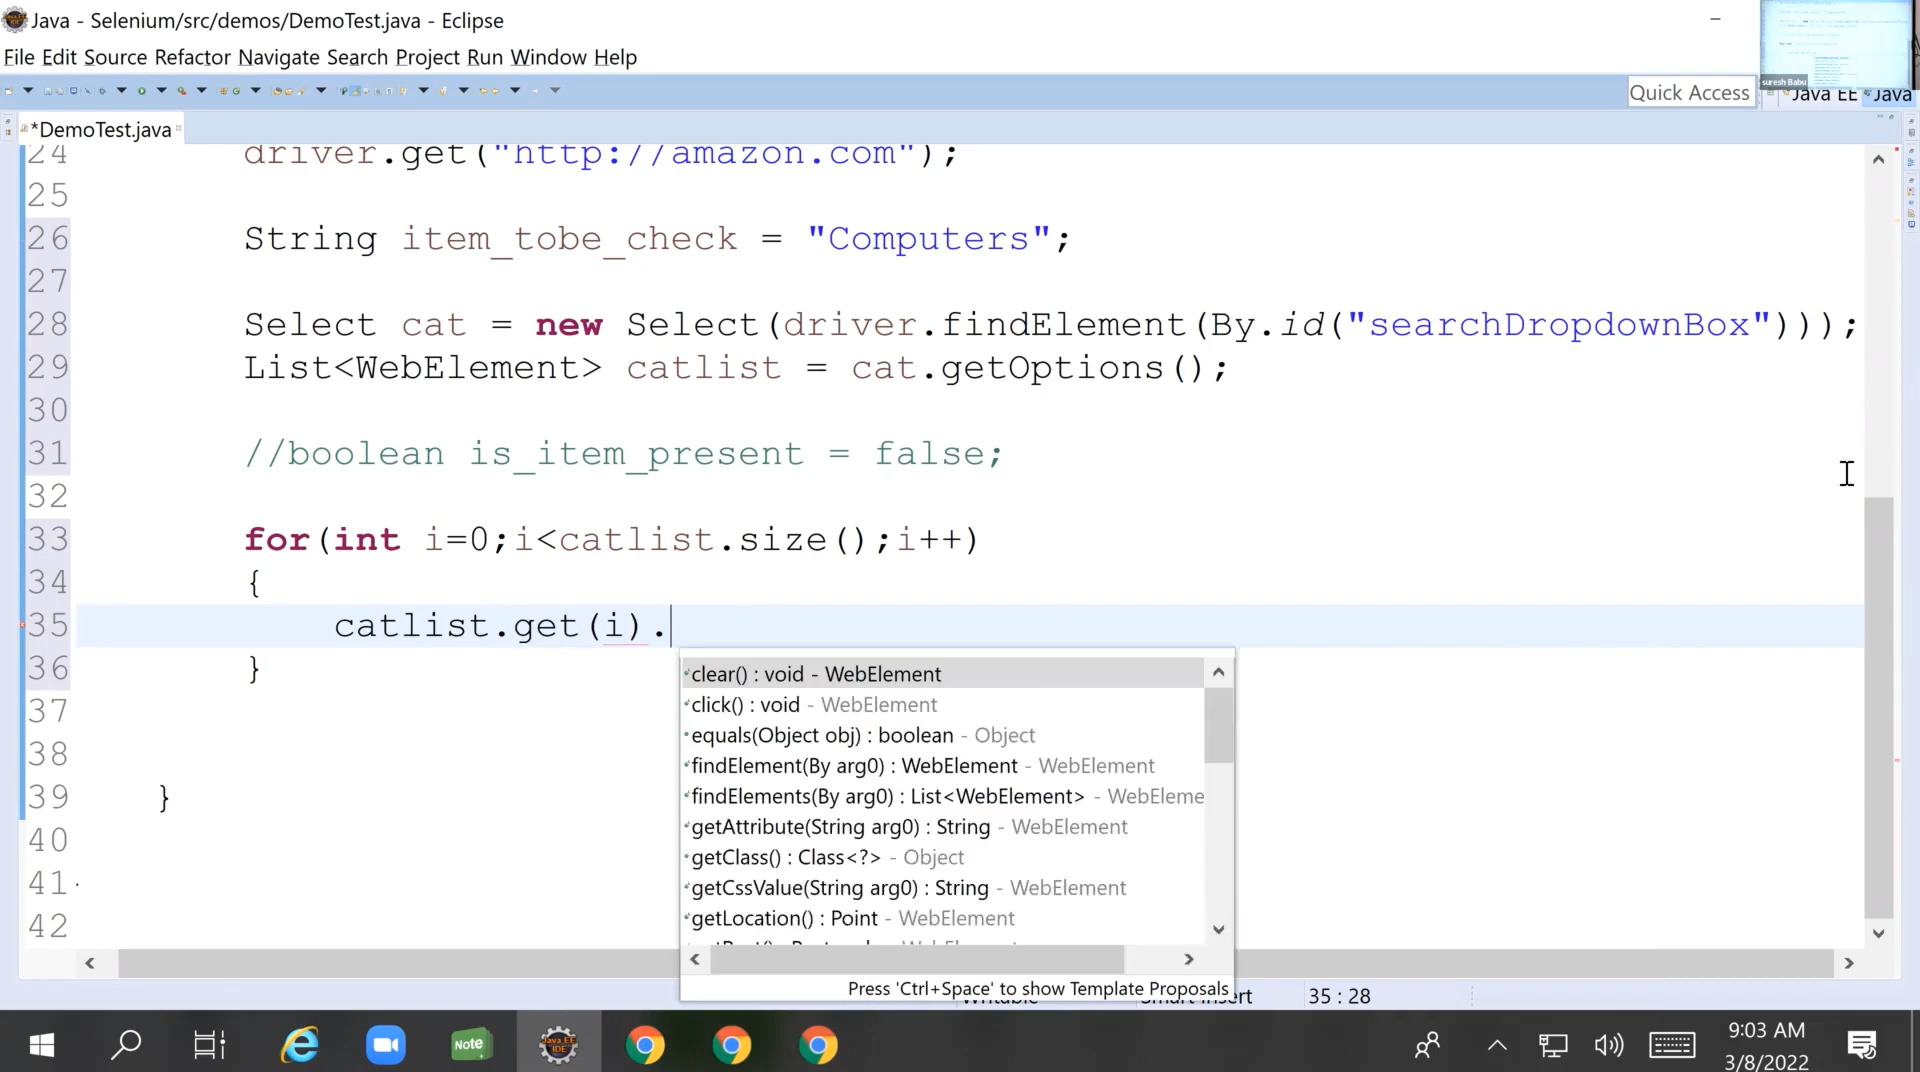 Java - Selenium/src/demos/DemoTest.java - Eclipse
suresh Babu
File Edit Source Refactor Navigate Search Project Run Window Help
Quick Access
Java EE
Java
*DemoTest.java
24 driver.get("http://amazon.com");
25
26 String item_tobe_check = "Computers";
27
28 Select cat = new Select(driver.findElement(By.id("searchDropdownBox")));
29 List<WebElement> catlist = cat.getOptions();
30
31 //boolean is_item_present = false;
32
33 for(int i=0;i<catlist.size();i++)
34 {
35 catlist.get(i).
36 }
37
38
39 }
40
41
42
clear() : void - WebElement
click() : void - WebElement
equals(Object obj) : boolean - Object
findElement(By arg0) : WebElement - WebElement
findElements(By arg0) : List<WebElement> - WebEleme
getAttribute(String arg0) : String - WebElement
getClass() : Class<?> - Object
getCssValue(String arg0) : String - WebElement
getLocation() : Point - WebElement
Press 'Ctrl+Space' to show Template Proposals
35 : 28
Note
Java EE
IDE
9:03 AM
3/8/2022